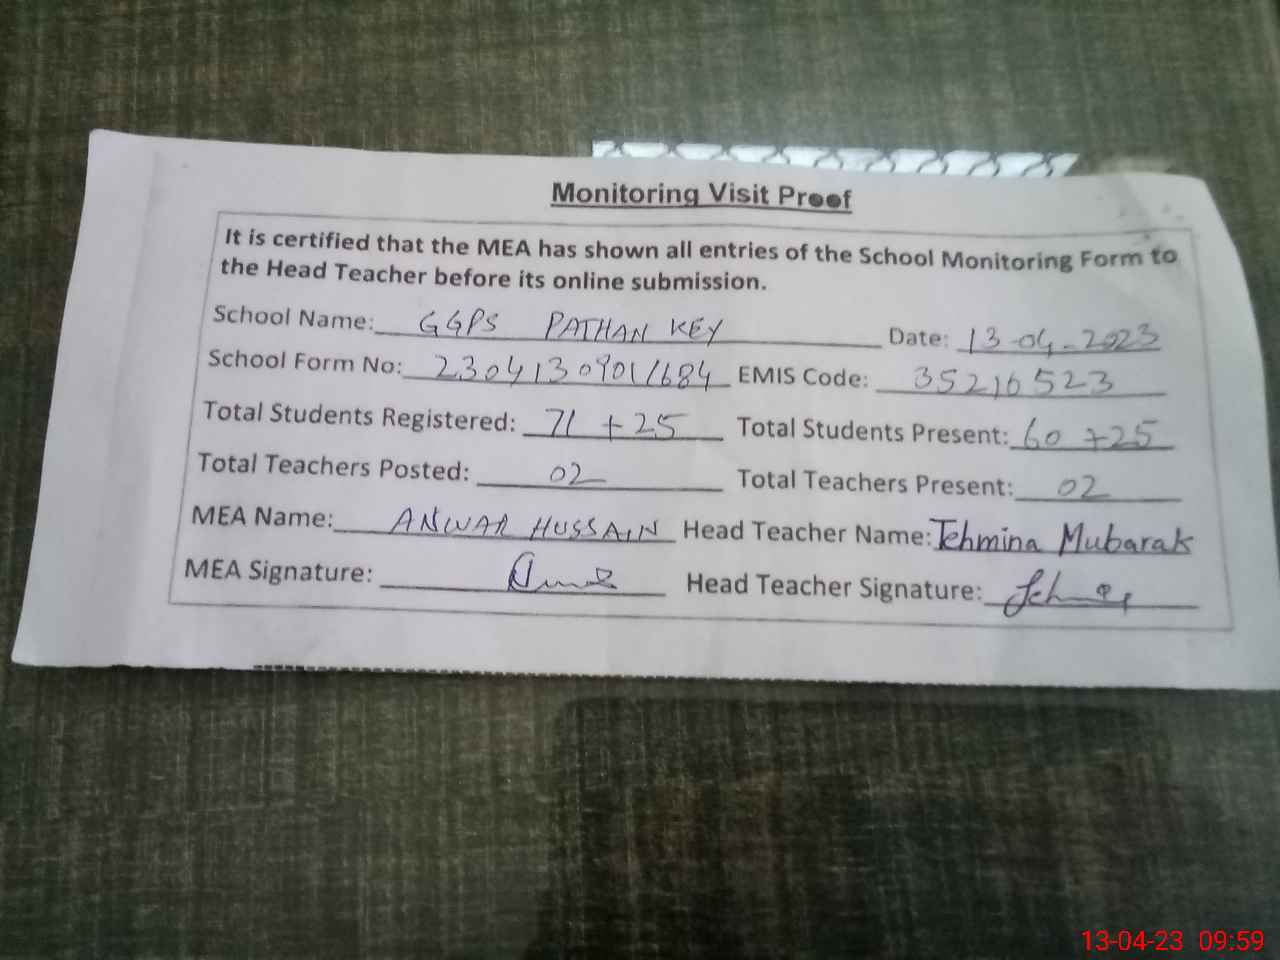 Monitoring Visit Proof
It is certified that the MEA has shown all entries of the School Monitoring Form to
the Head Teacher before its online submission.
School Name: GGPS PATHAN KEY Date: 13-04-2023
School Form No: 23041309011684 EMIS Code: 35216523
Total Students Registered: 71 + 25 Total Students Present: 60 +25
Total Teachers Posted: 02 Total Teachers Present: 02
MEA Name: ANWAR HUSSAIN Head Teacher Name: Tehmina Mubarak
MEA Signature: Head Teacher Signature:
13-04-23 09:59